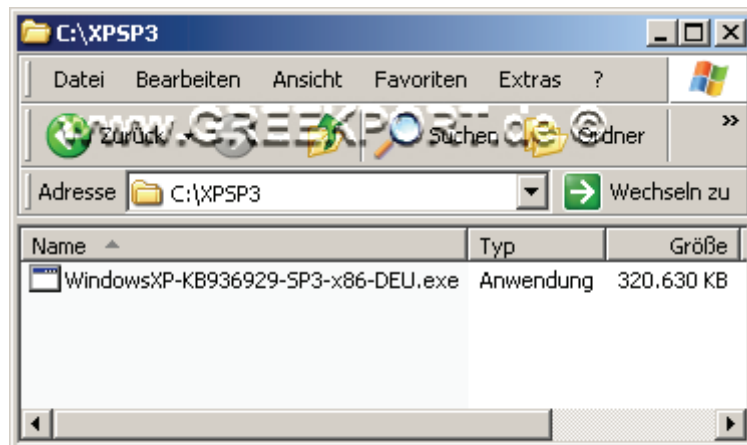 C:\XPSP3
Datei Bearbeiten Ansicht Favoriten Extras ?
Zurück Suchen Ordner »
www.GREEKPORT.de ©
Adresse C:\XPSP3 Wechseln zu
Name Typ Größe
WindowsXP-KB936929-SP3-x86-DEU.exe Anwendung 320.630 KB